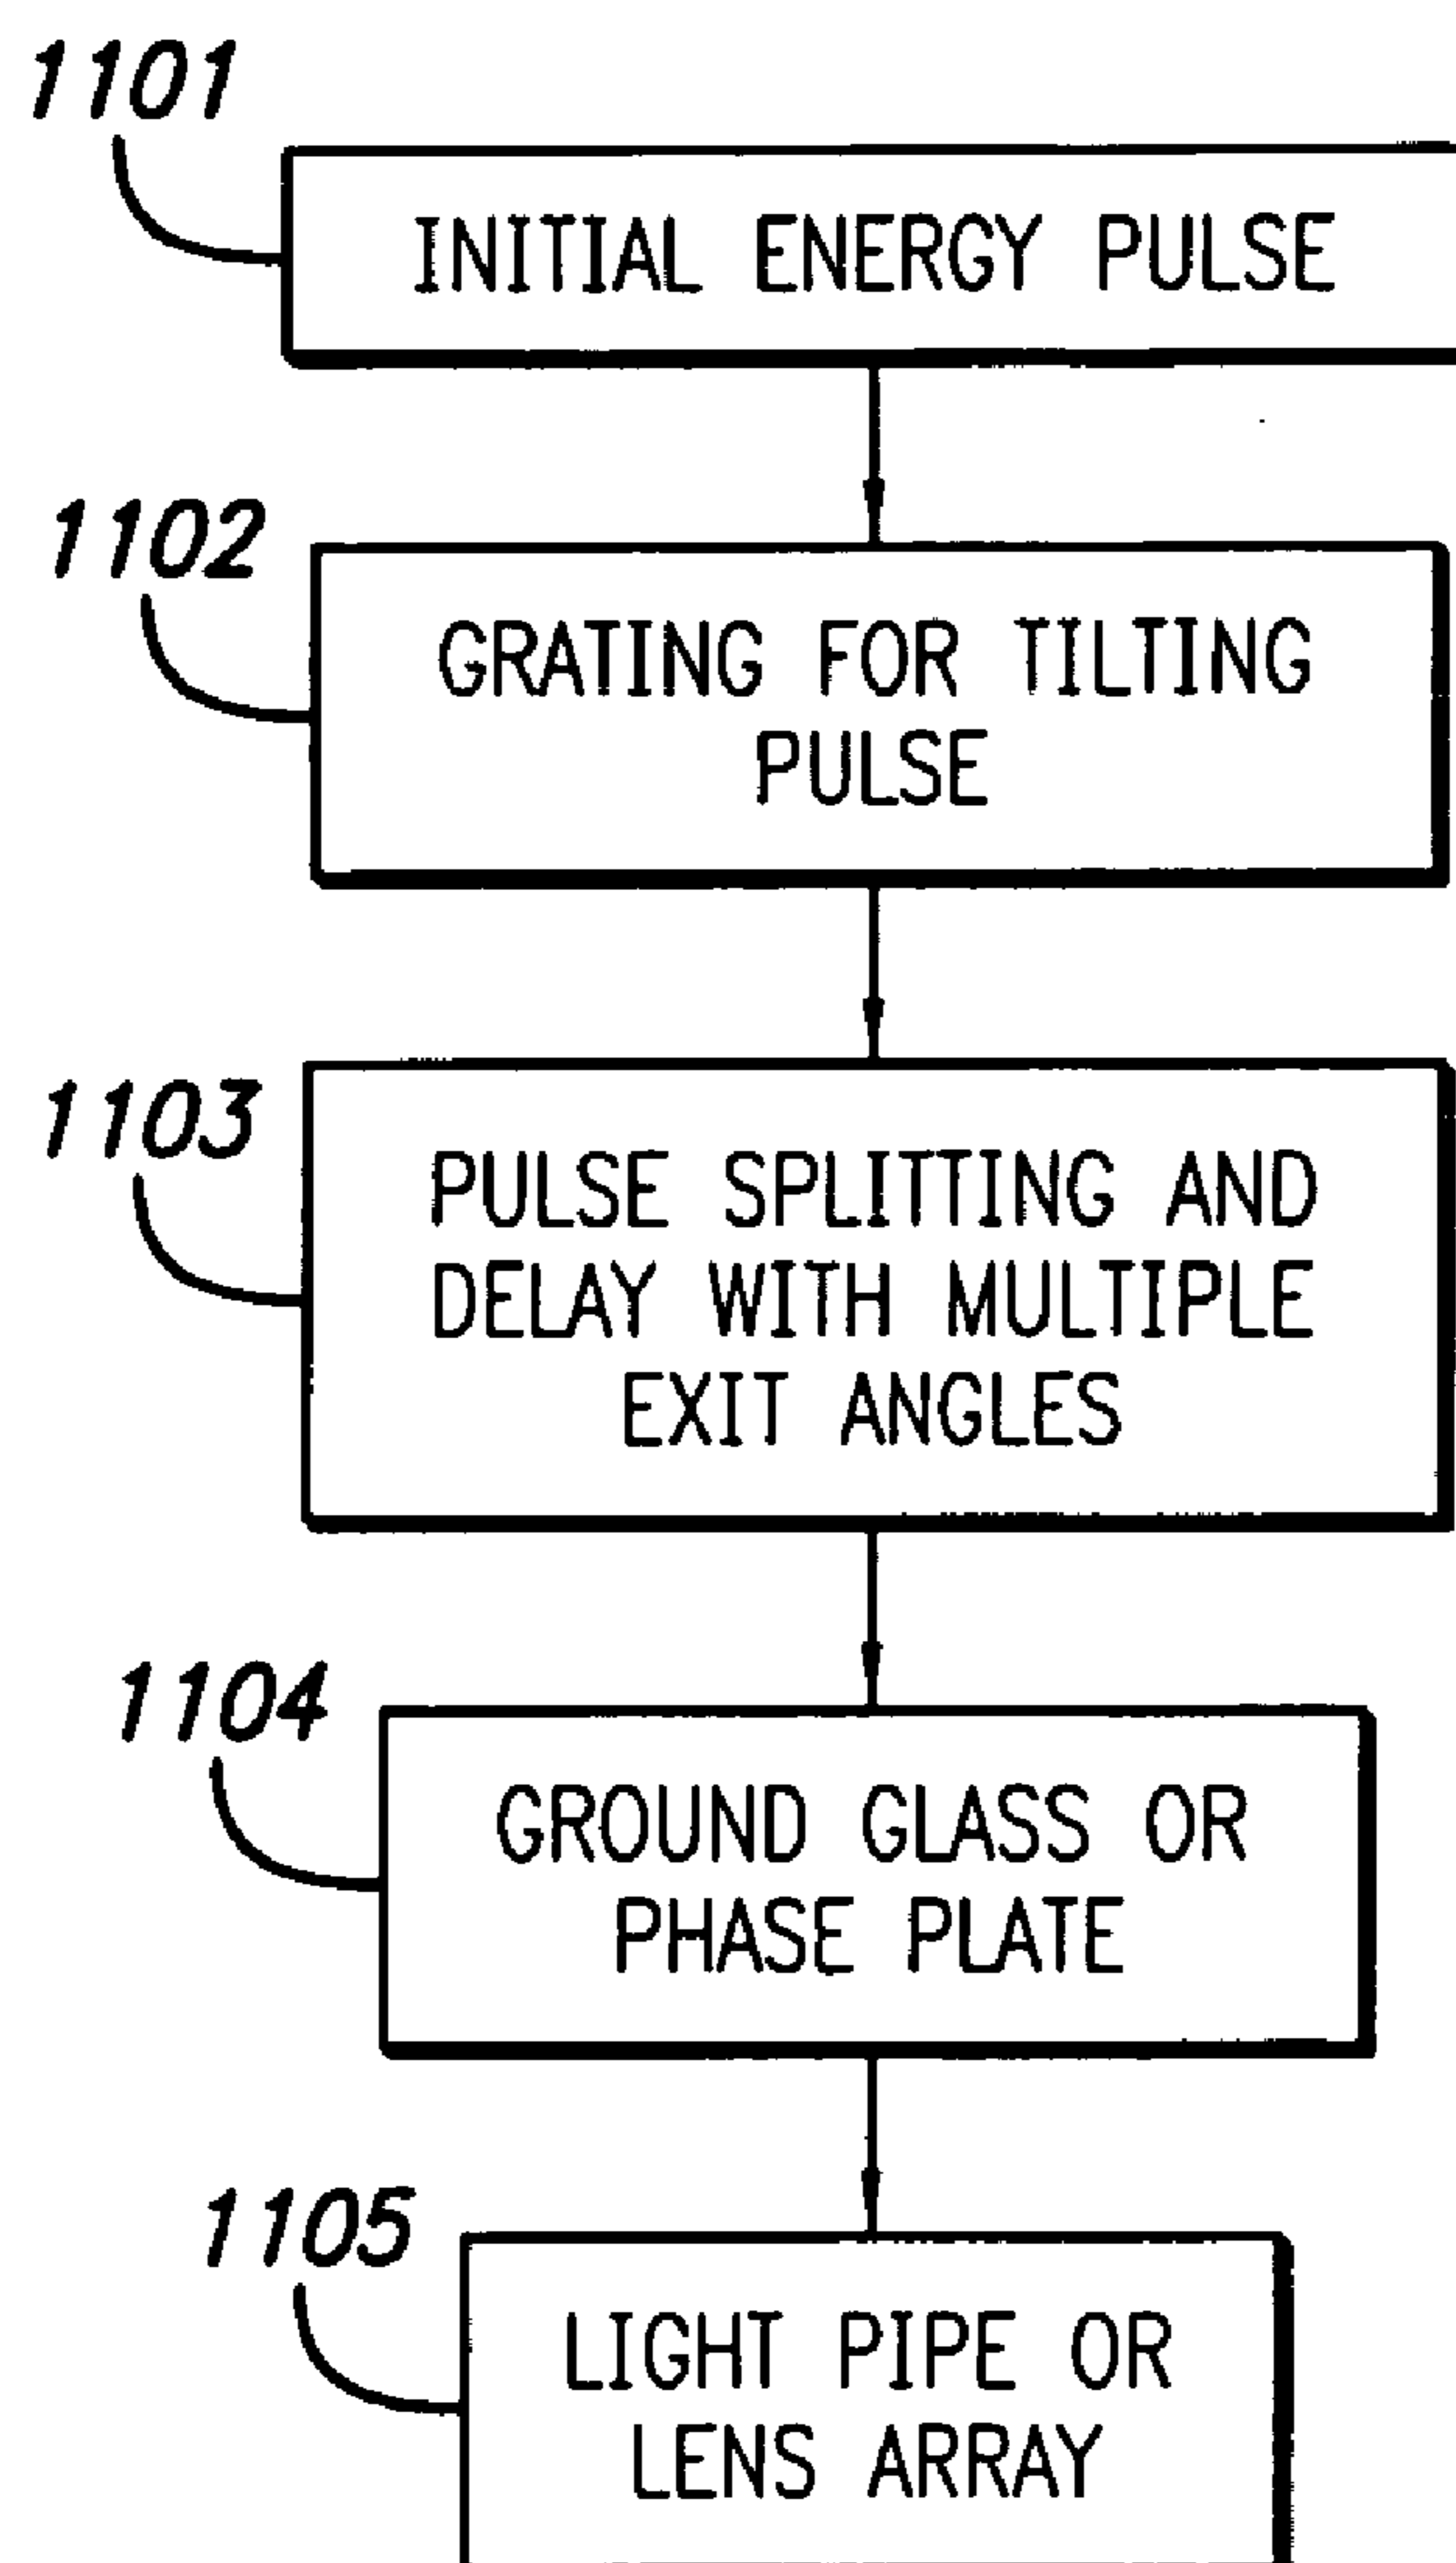 1101
INITIAL ENERGY PULSE
1102
GRATING FOR TILTING
PULSE
1103
PULSE SPLITTING AND
DELAY WITH MULTIPLE
EXIT ANGLES
1104
GROUND GLASS OR
PHASE PLATE
1105
LIGHT PIPE OR
LENS ARRAY